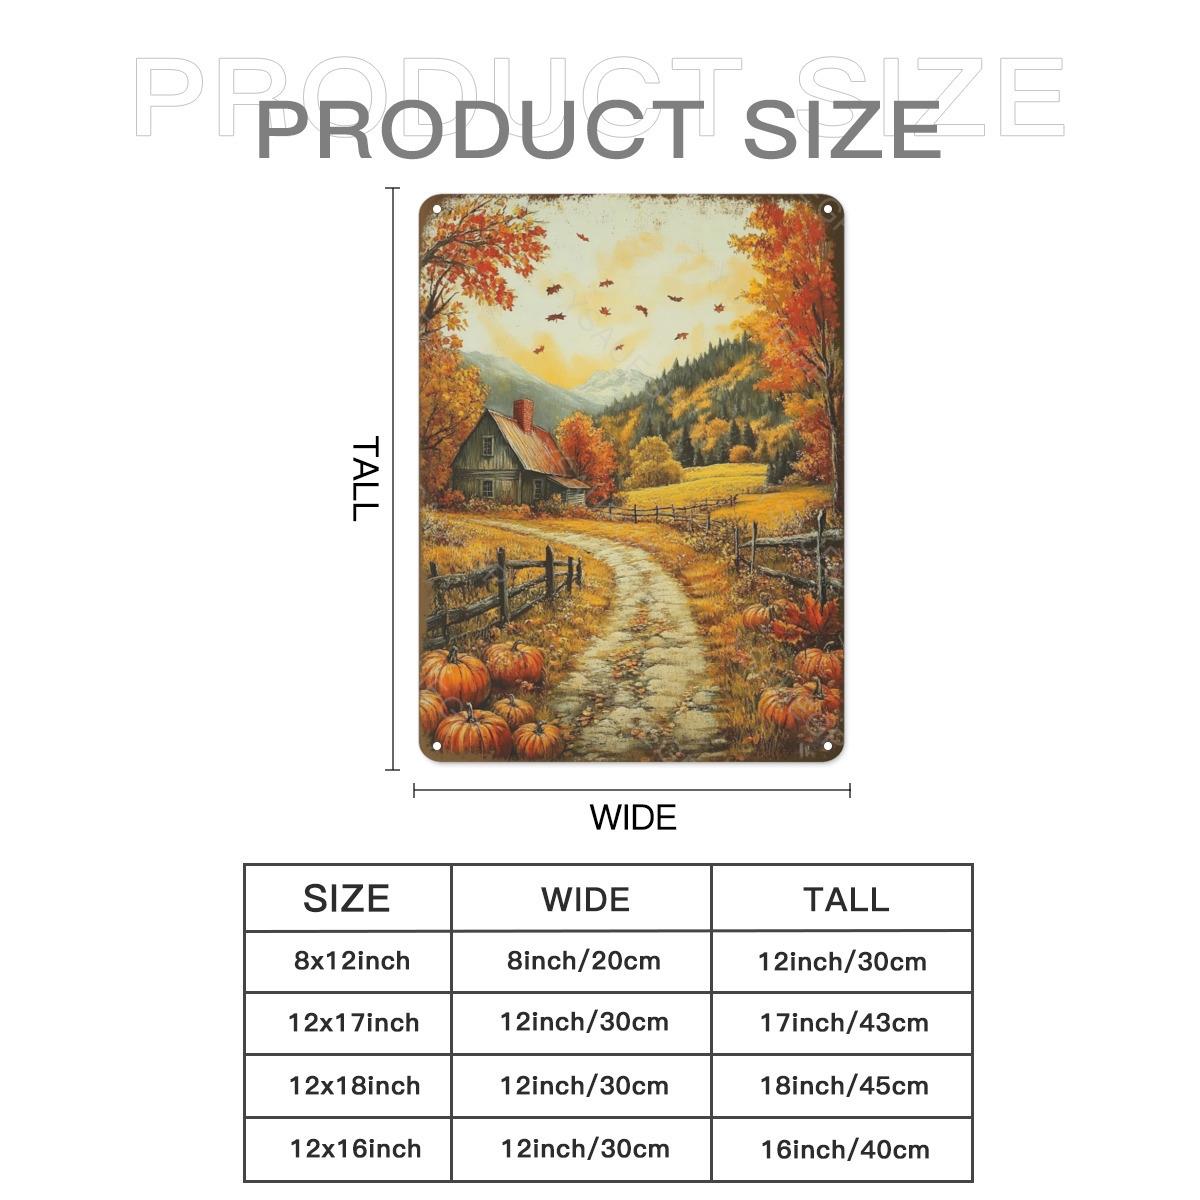 PRODUCT SIZE
PRODUCT SIZE
TALL
WIDE
SIZE WIDE TALL
8x12inch 8inch/20cm 12inch/30cm
12x17inch 12inch/30cm 17inch/43cm
12x18inch 12inch/30cm 18inch/45cm
12x16inch 12inch/30cm 16inch/40cm